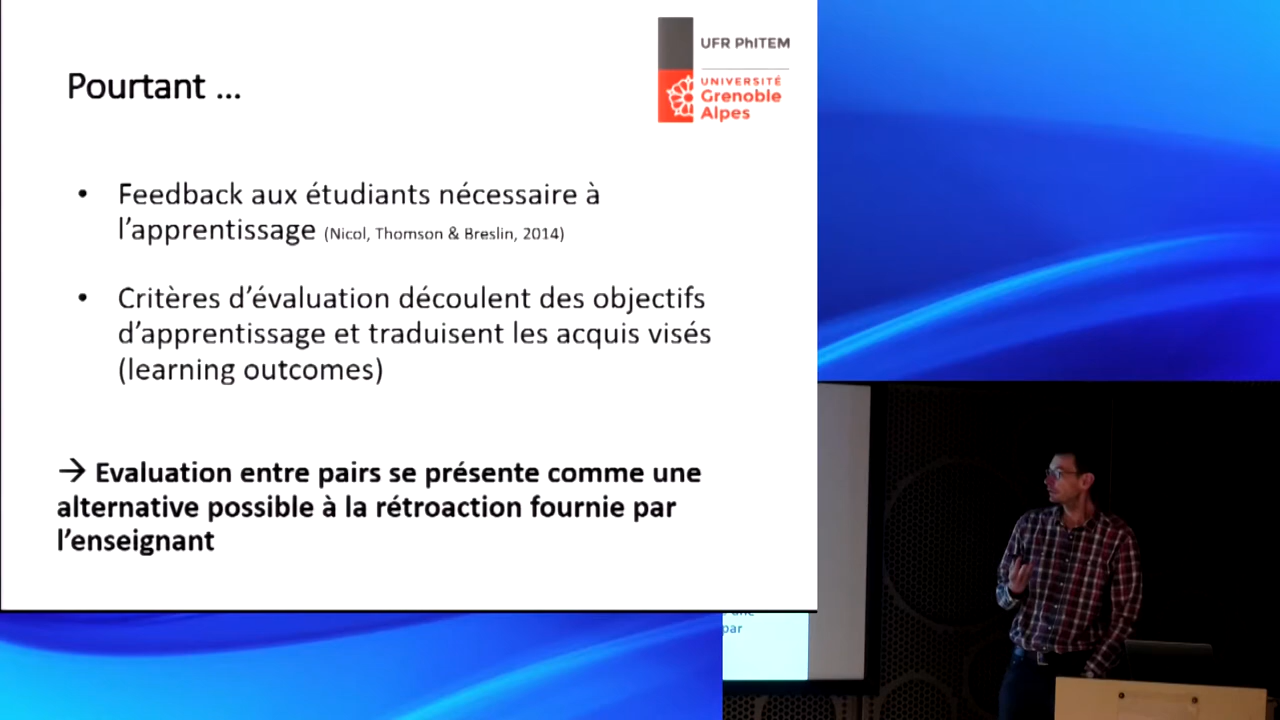 UFR PhITEM
UNIVERSITÉ
Grenoble
Alpes
Pourtant ...
• Feedback aux étudiants nécessaire à
l’apprentissage (Nicol, Thomson & Breslin, 2014)
• Critères d’évaluation découlent des objectifs
d’apprentissage et traduisent les acquis visés
(learning outcomes)
→ Evaluation entre pairs se présente comme une
alternative possible à la rétroaction fournie par
l’enseignant
une
par